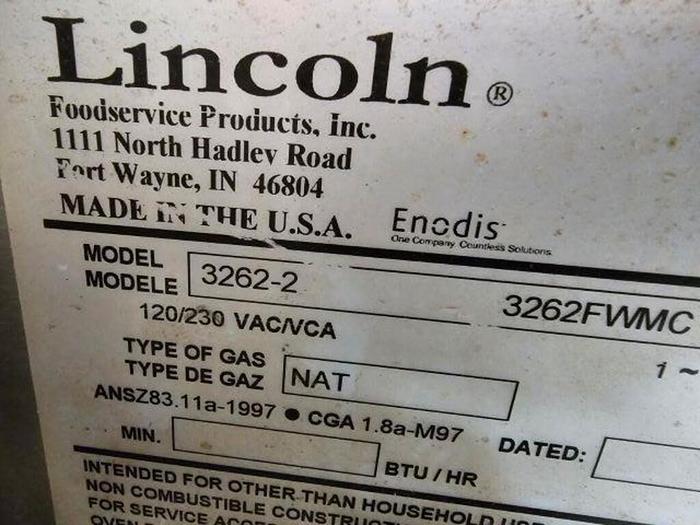 Lincoln®
Foodservice Products, Inc.
1111 North Hadley Road
Fort Wayne, IN 46804
MADE IN THE U.S.A.
Enodis
One Company. Countless Solutions.
MODEL
MODELE
3262-2
3262FWMC
120/230 VAC/VCA
1 ~
TYPE OF GAS
TYPE DE GAZ
NAT
ANSZ83.11a-1997 ● CGA 1.8a-M97
DATED:
MIN.
BTU / HR
INTENDED FOR OTHER THAN HOUSEHOLD
NON COMBUSTIBLE
FOR SERVICE